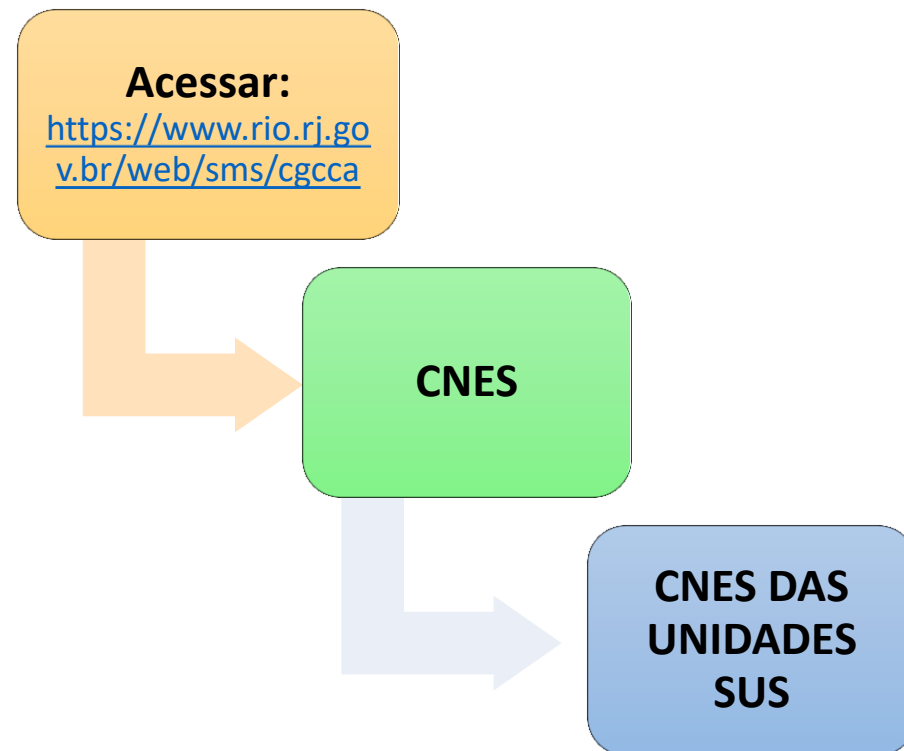 Acessar:
https://www.rio.rj.go
v.br/web/sms/cgcca
CNES
CNES DAS
UNIDADES
SUS